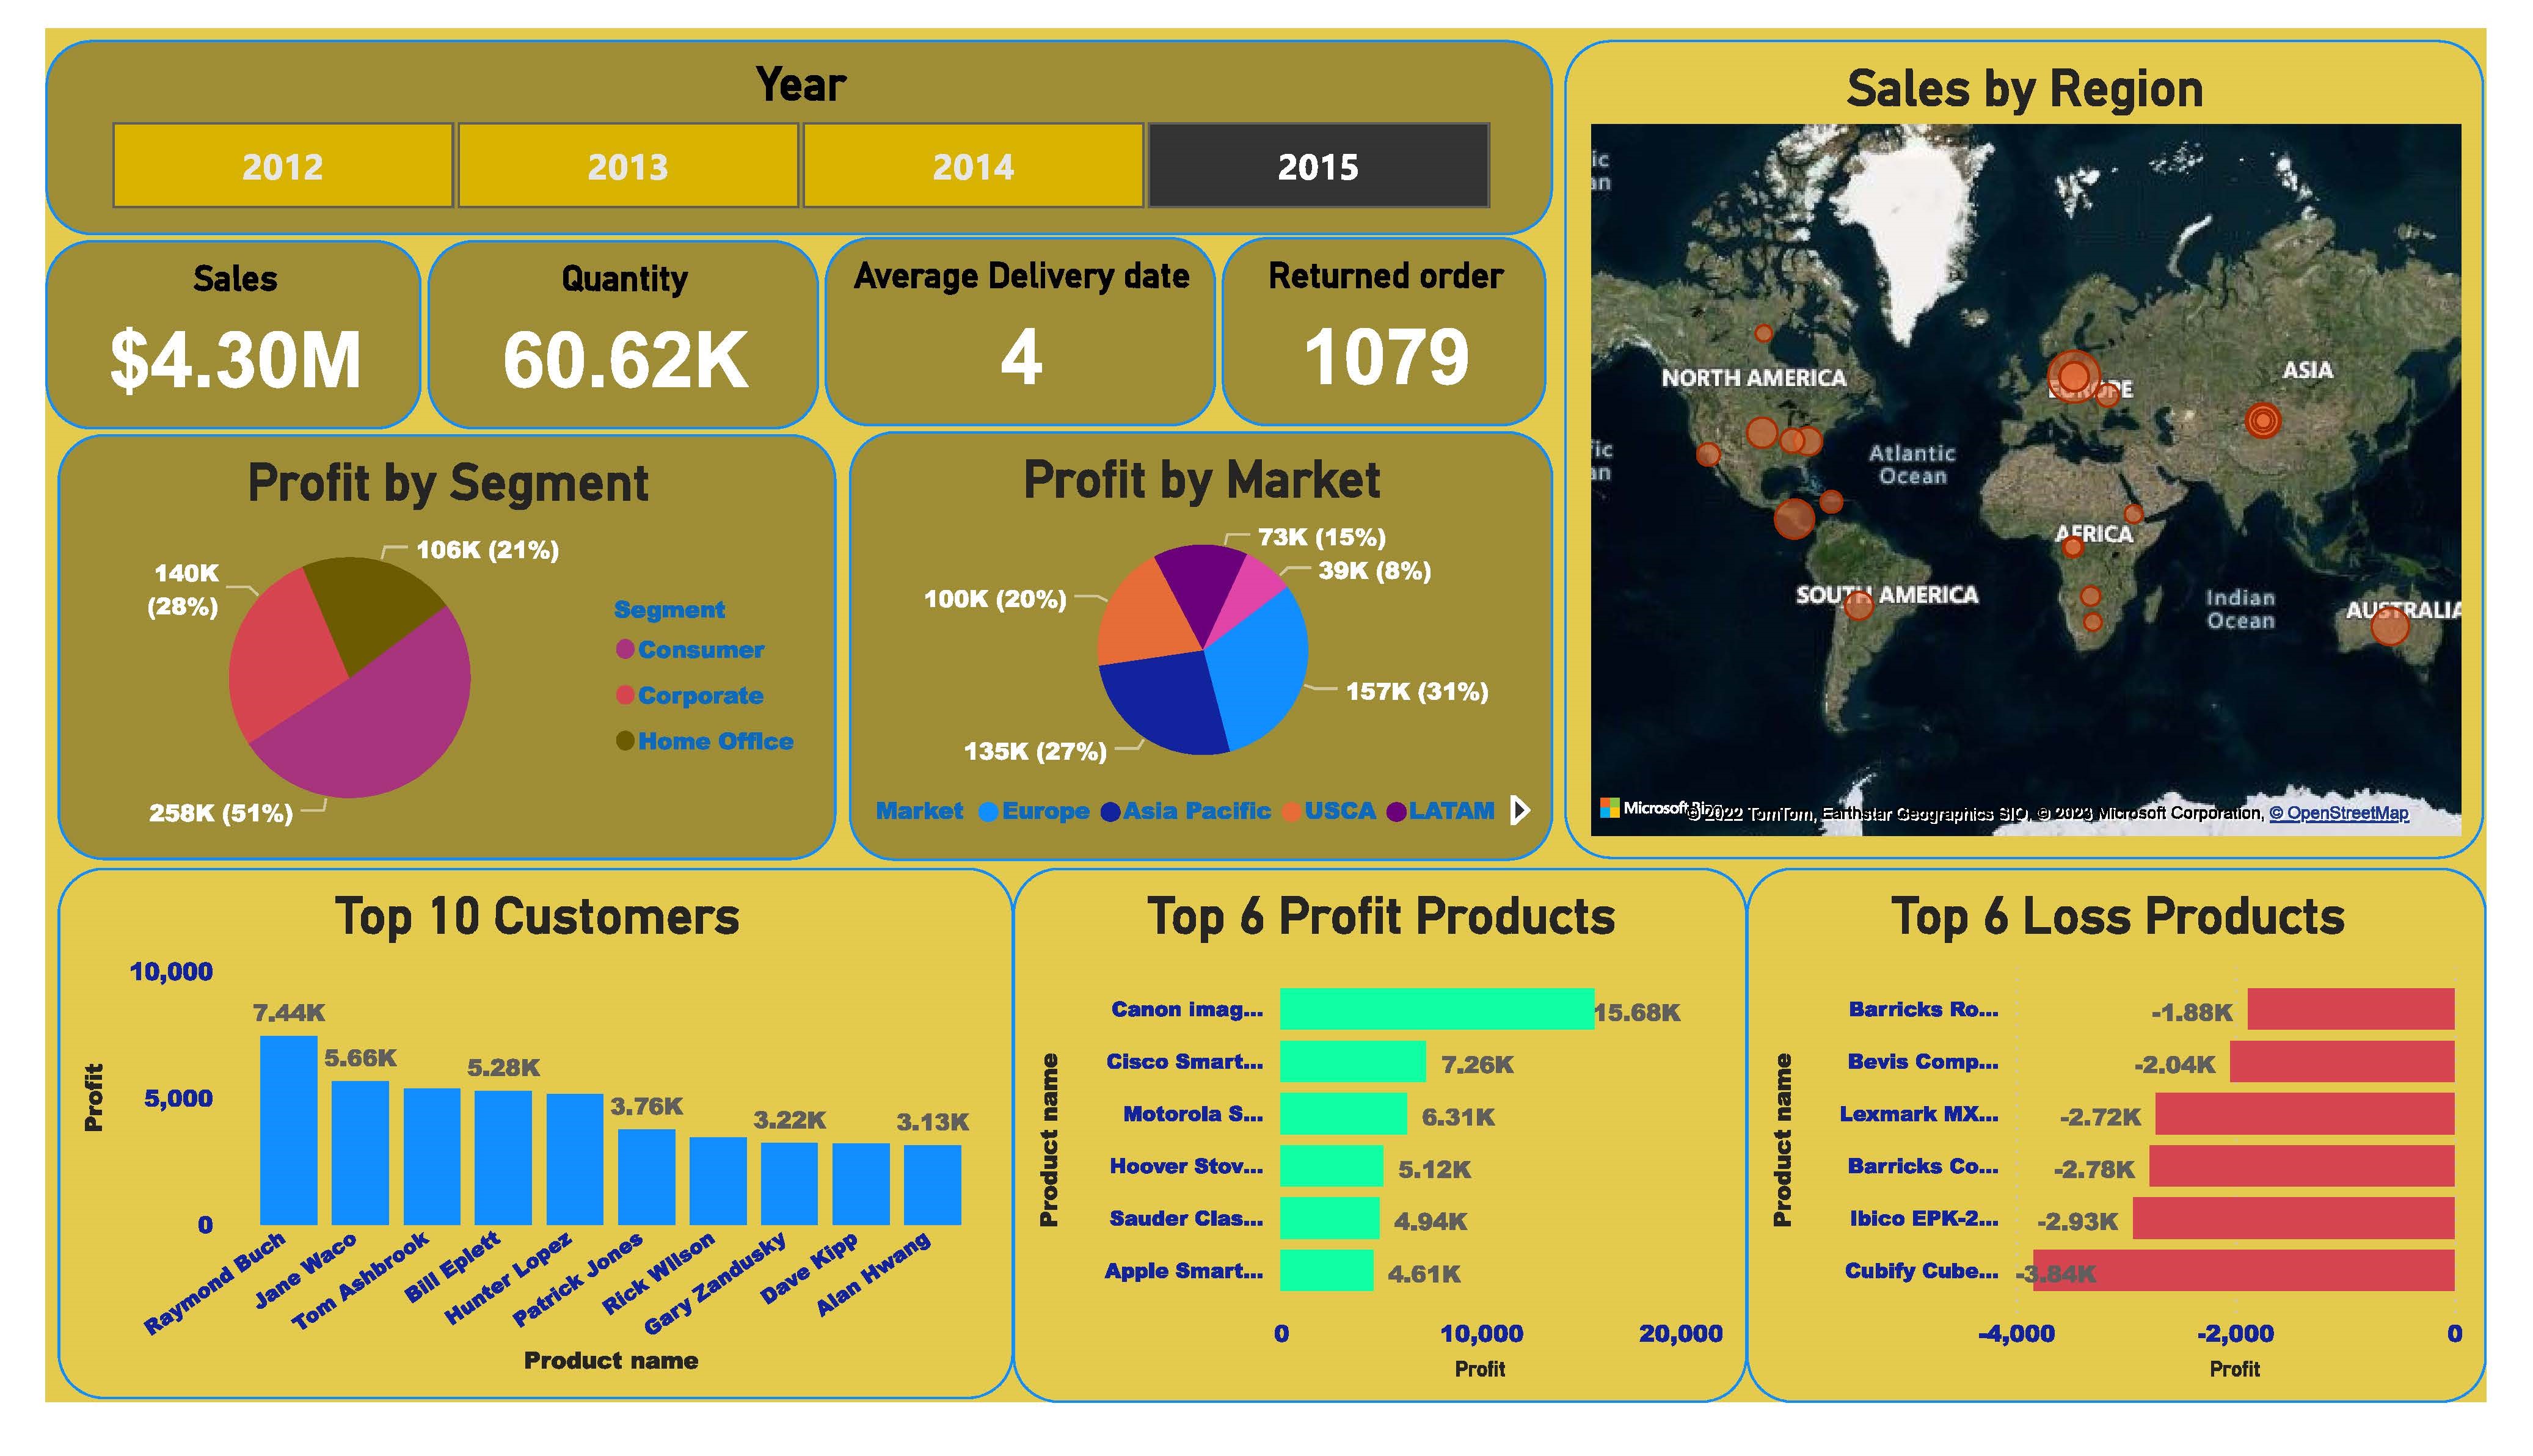 Year
2012
2013
2014
2015
Sales
$4.30M
Quantity
60.62K
Average Delivery date
4
Returned order
1079
Sales by Region
ic
an
NORTH AMERICA
EUROPE
ASIA
fic
an
Atlantic
Ocean
AFRICA
SOUTH AMERICA
Indian
Ocean
AUSTRALIA
Microsoft Bing
© 2022 TomTom, Earthstar Geographics SIO, © 2023 Microsoft Corporation, © OpenStreetMap
Profit by Segment
106K (21%)
140K
(28%)
258K (51%)
Segment
Consumer
Corporate
Home Office
Profit by Market
73K (15%)
39K (8%)
100K (20%)
157K (31%)
135K (27%)
Market Europe Asia Pacific USCA LATAM
Top 10 Customers
Profit
10,000
5,000
0
7.44K
5.66K
5.28K
3.76K
3.22K
3.13K
Raymond Buch
Jane Waco
Tom Ashbrook
Bill Eplett
Hunter Lopez
Patrick Jones
Rick Wilson
Gary Zandusky
Dave Kipp
Alan Hwang
Product name
Top 6 Profit Products
Product name
Canon imag... 15.68K
Cisco Smart... 7.26K
Motorola S... 6.31K
Hoover Stov... 5.12K
Sauder Clas... 4.94K
Apple Smart... 4.61K
0 10,000 20,000
Profit
Top 6 Loss Products
Product name
Barricks Ro... -1.88K
Bevis Comp... -2.04K
Lexmark MX... -2.72K
Barricks Co... -2.78K
Ibico EPK-2... -2.93K
Cubify Cube... -3.84K
-4,000 -2,000 0
Profit